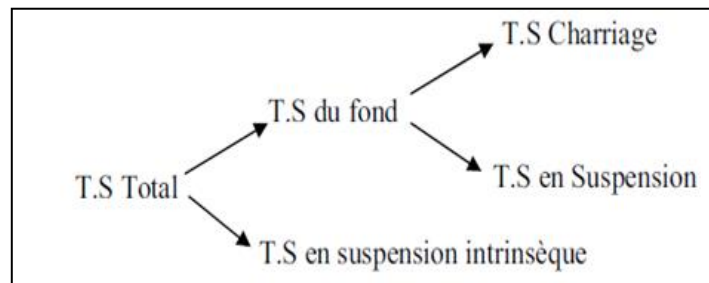 T.S Charriage
T.S du fond
T.S en Suspension
T.S Total
T.S en suspension intrinsèque